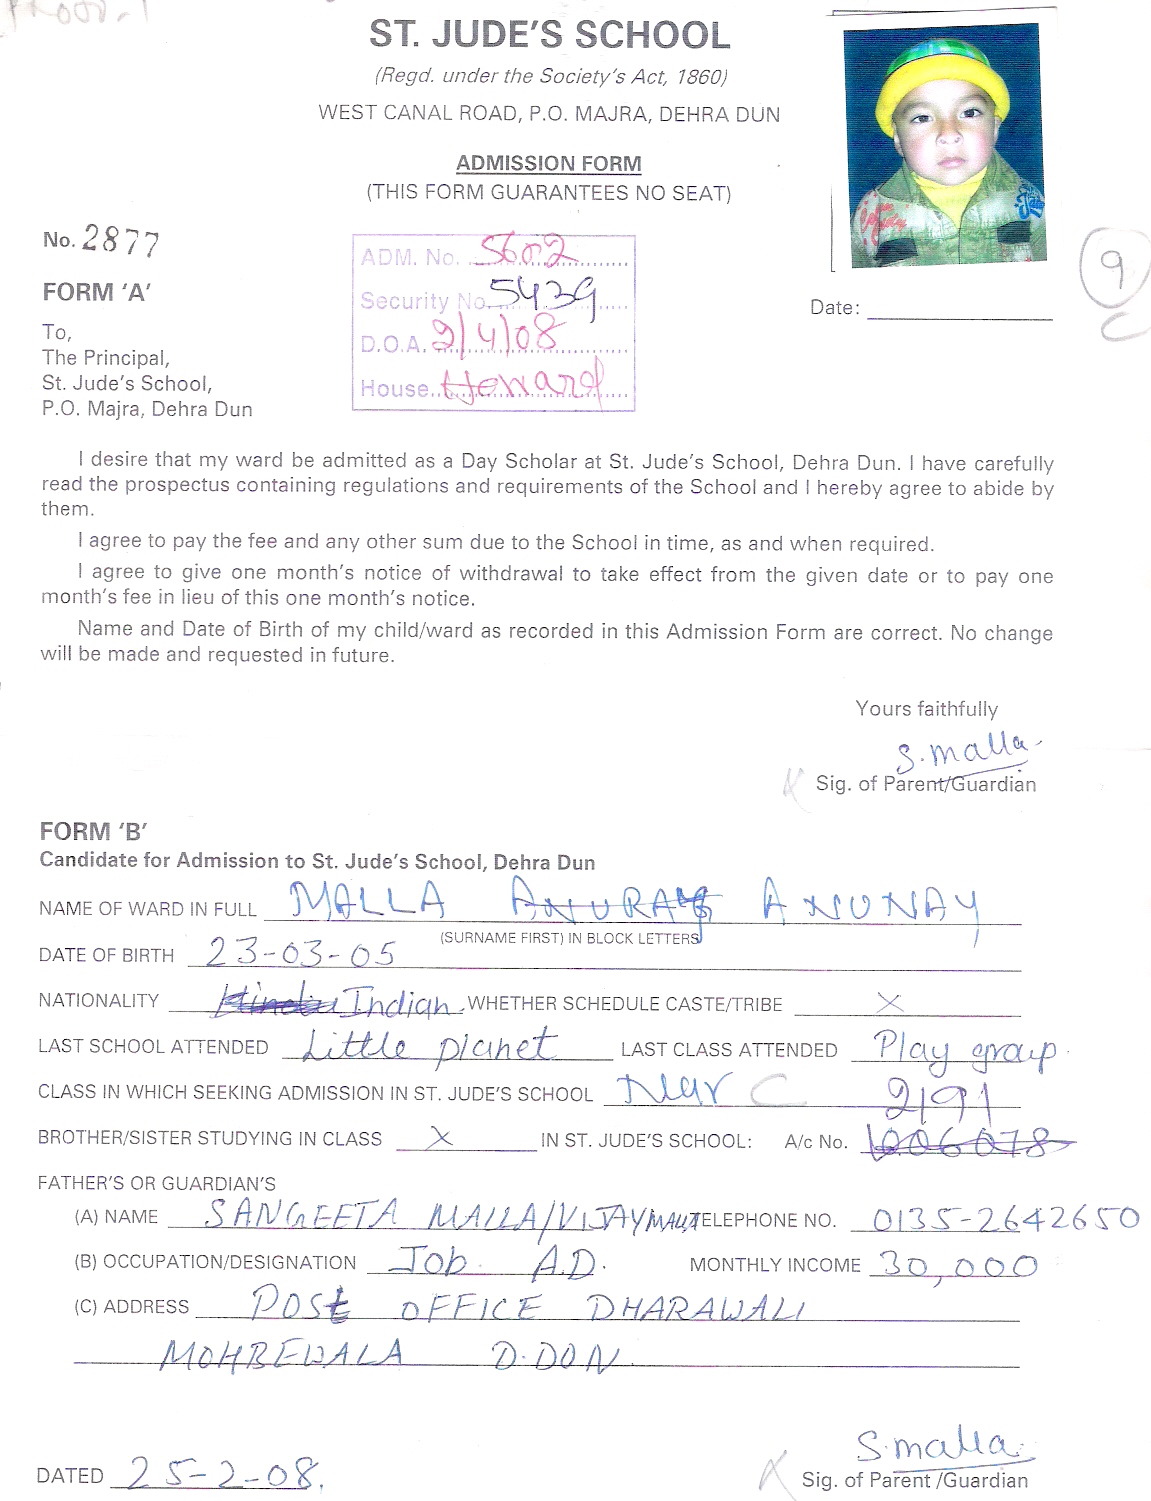 ST. JUDE'S SCHOOL
(Regd. under the Society's Act, 1860)
WEST CANAL ROAD, P.O. MAJRA, DEHRA DUN
ADMISSION FORM
(THIS FORM GUARANTEES NO SEAT)
No. 2877
ADM. No. 5602
Security No. 5439
D.O.A. 2/4/08
House Howard
9
C
Date:
FORM 'A'
To,
The Principal,
St. Jude's School,
P.O. Majra, Dehra Dun
I desire that my ward be admitted as a Day Scholar at St. Jude's School, Dehra Dun. I have carefully
read the prospectus containing regulations and requirements of the School and I hereby agree to abide by
them.
I agree to pay the fee and any other sum due to the School in time, as and when required.
I agree to give one month's notice of withdrawal to take effect from the given date or to pay one
month's fee in lieu of this one month's notice.
Name and Date of Birth of my child/ward as recorded in this Admission Form are correct. No change
will be made and requested in future.
Yours faithfully
S. Malla
Sig. of Parent/Guardian
FORM 'B'
Candidate for Admission to St. Jude's School, Dehra Dun
NAME OF WARD IN FULL MALLA ANURAG ANUNAY
(SURNAME FIRST) IN BLOCK LETTERS
DATE OF BIRTH 23-03-05
NATIONALITY Hindu Indian WHETHER SCHEDULE CASTE/TRIBE X
LAST SCHOOL ATTENDED Little planet LAST CLASS ATTENDED Play group
CLASS IN WHICH SEEKING ADMISSION IN ST. JUDE'S SCHOOL Nur C 2191
BROTHER/SISTER STUDYING IN CLASS X IN ST. JUDE'S SCHOOL: A/c No. 1006078
FATHER'S OR GUARDIAN'S
(A) NAME SANGEETA MALLA/VIJAY MALLA TELEPHONE NO. 0135-2642650
(B) OCCUPATION/DESIGNATION Job. A.D. MONTHLY INCOME 30,000
(C) ADDRESS POSt OFFICE DHARAWALI
MOHBEWALA D.DON
S. Malla
DATED 25-2-08. Sig. of Parent /Guardian